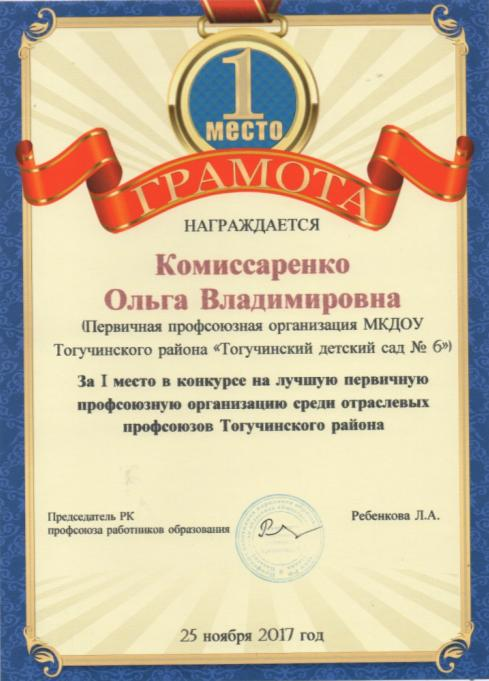 1
место
ГРАМОТА
НАГРАЖДАЕТСЯ
Комиссаренко
Ольга Владимировна
(Первичная профсоюзная организация МКДОУ
Тогучинского района «Тогучинский детский сад № 6»)
За I место в конкурсе на лучшую первичную
профсоюзную организацию среди отраслевых
профсоюзов Тогучинского района
Председатель РК
профсоюза работников образования
Ребенкова Л.А.
25 ноября 2017 год